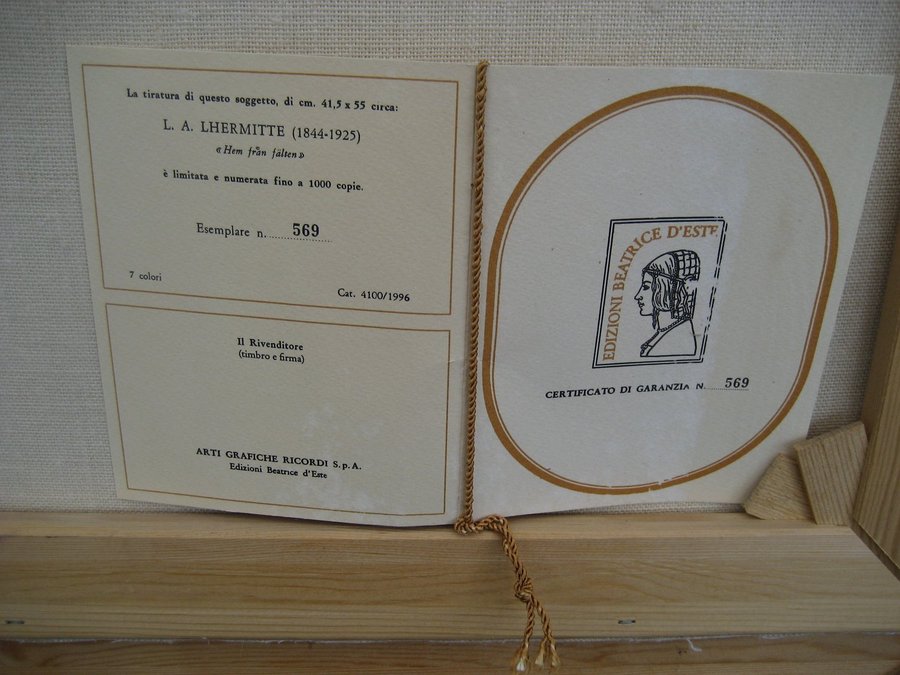 La tiratura di questo soggetto, di cm. 41,5 x 55 circa:
L. A. LHERMITTE (1844-1925)
«Hem från fälten»
è limitata e numerata fino a 1000 copie.
Esemplare n. 569
7 colori
Cat. 4100/1996
Il Rivenditore
(timbro e firma)
ARTI GRAFICHE RICORDI S.p.A.
Edizioni Beatrice d'Este
EDIZIONI BEATRICE D'ESTE
CERTIFICATO DI GARANZIA N. 569